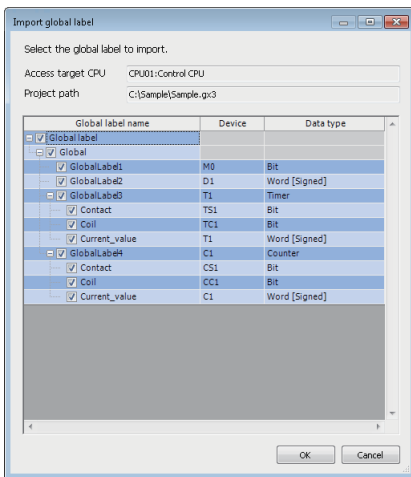 Import global label
Select the global label to import.
Access target CPU CPU01:Control CPU
Project path C:\Sample\Sample.gx3
Global label name Device Data type
Global label
Global
GlobalLabel1 M0 Bit
GlobalLabel2 D1 Word [Signed]
GlobalLabel3 T1 Timer
Contact TS1 Bit
Coil TC1 Bit
Current_value T1 Word [Signed]
GlobalLabel4 C1 Counter
Contact CS1 Bit
Coil CC1 Bit
Current_value C1 Word [Signed]
OK Cancel